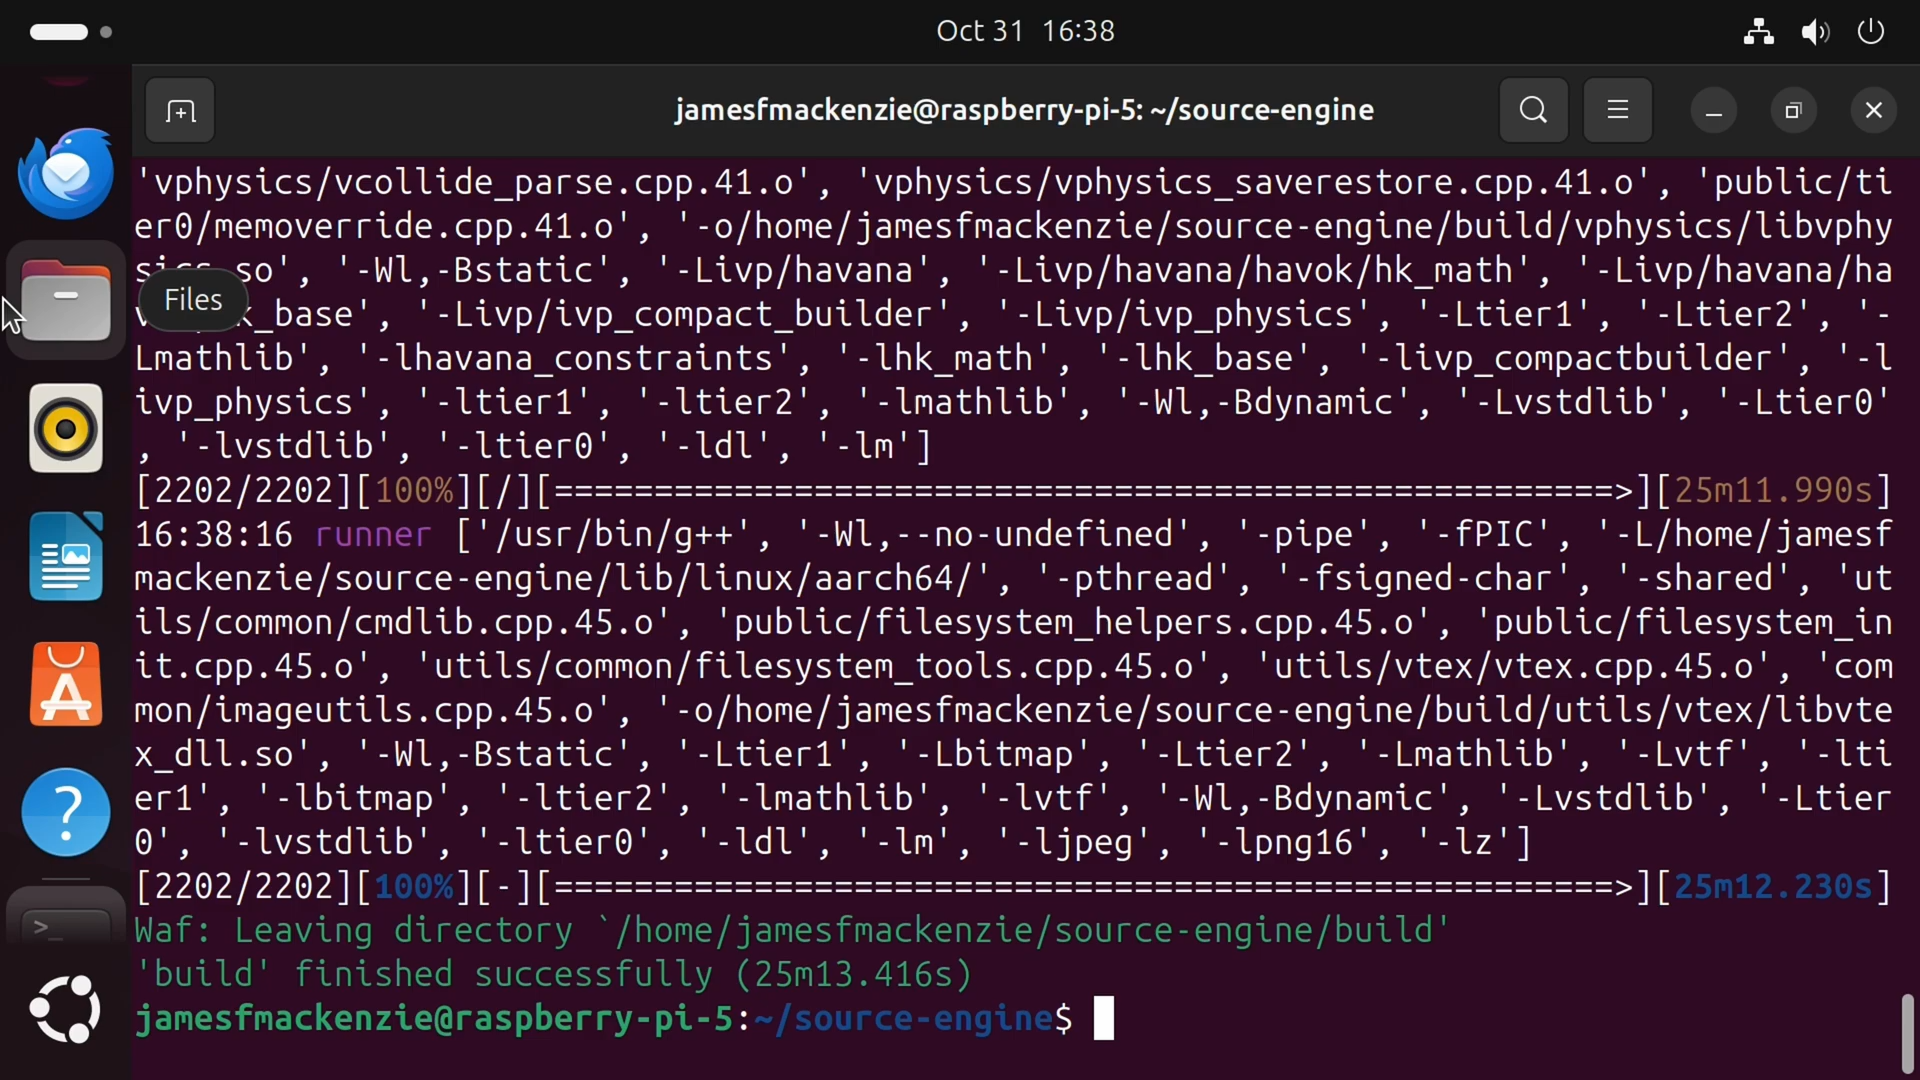 Oct 31 16:38
jamesfmackenzie@raspberry-pi-5: ~/source-engine
'vphysics/vcollide_parse.cpp.41.o', 'vphysics/vphysics_saverestore.cpp.41.o', 'public/ti
er0/memoverride.cpp.41.o', '-o/home/jamesfmackenzie/source-engine/build/vphysics/libvphy
sics.so', '-Wl,-Bstatic', '-Livp/havana', '-Livp/havana/havok/hk_math', '-Livp/havana/ha
Files
k_base', '-Livp/ivp_compact_builder', '-Livp/ivp_physics', '-Ltier1', '-Ltier2', '-
Lmathlib', '-lhavana_constraints', '-lhk_math', '-lhk_base', '-livp_compactbuilder', '-l
ivp_physics', '-ltier1', '-ltier2', '-lmathlib', '-Wl,-Bdynamic', '-Lvstdlib', '-Ltier0'
, '-lvstdlib', '-ltier0', '-ldl', '-lm']
[2202/2202][100%][/][=====================================================>][25m11.990s]
16:38:16 runner ['/usr/bin/g++', '-Wl,--no-undefined', '-pipe', '-fPIC', '-L/home/jamesf
mackenzie/source-engine/lib/linux/aarch64/', '-pthread', '-fsigned-char', '-shared', 'ut
ils/common/cmdlib.cpp.45.o', 'public/filesystem_helpers.cpp.45.o', 'public/filesystem_in
it.cpp.45.o', 'utils/common/filesystem_tools.cpp.45.o', 'utils/vtex/vtex.cpp.45.o', 'com
mon/imageutils.cpp.45.o', '-o/home/jamesfmackenzie/source-engine/build/utils/vtex/libvte
x_dll.so', '-Wl,-Bstatic', '-Ltier1', '-Lbitmap', '-Ltier2', '-Lmathlib', '-Lvtf', '-lti
er1', '-lbitmap', '-ltier2', '-lmathlib', '-lvtf', '-Wl,-Bdynamic', '-Lvstdlib', '-Ltier
0', '-lvstdlib', '-ltier0', '-ldl', '-lm', '-ljpeg', '-lpng16', '-lz']
[2202/2202][100%][-][=====================================================>][25m12.230s]
Waf: Leaving directory `/home/jamesfmackenzie/source-engine/build'
'build' finished successfully (25m13.416s)
jamesfmackenzie@raspberry-pi-5:~/source-engine$